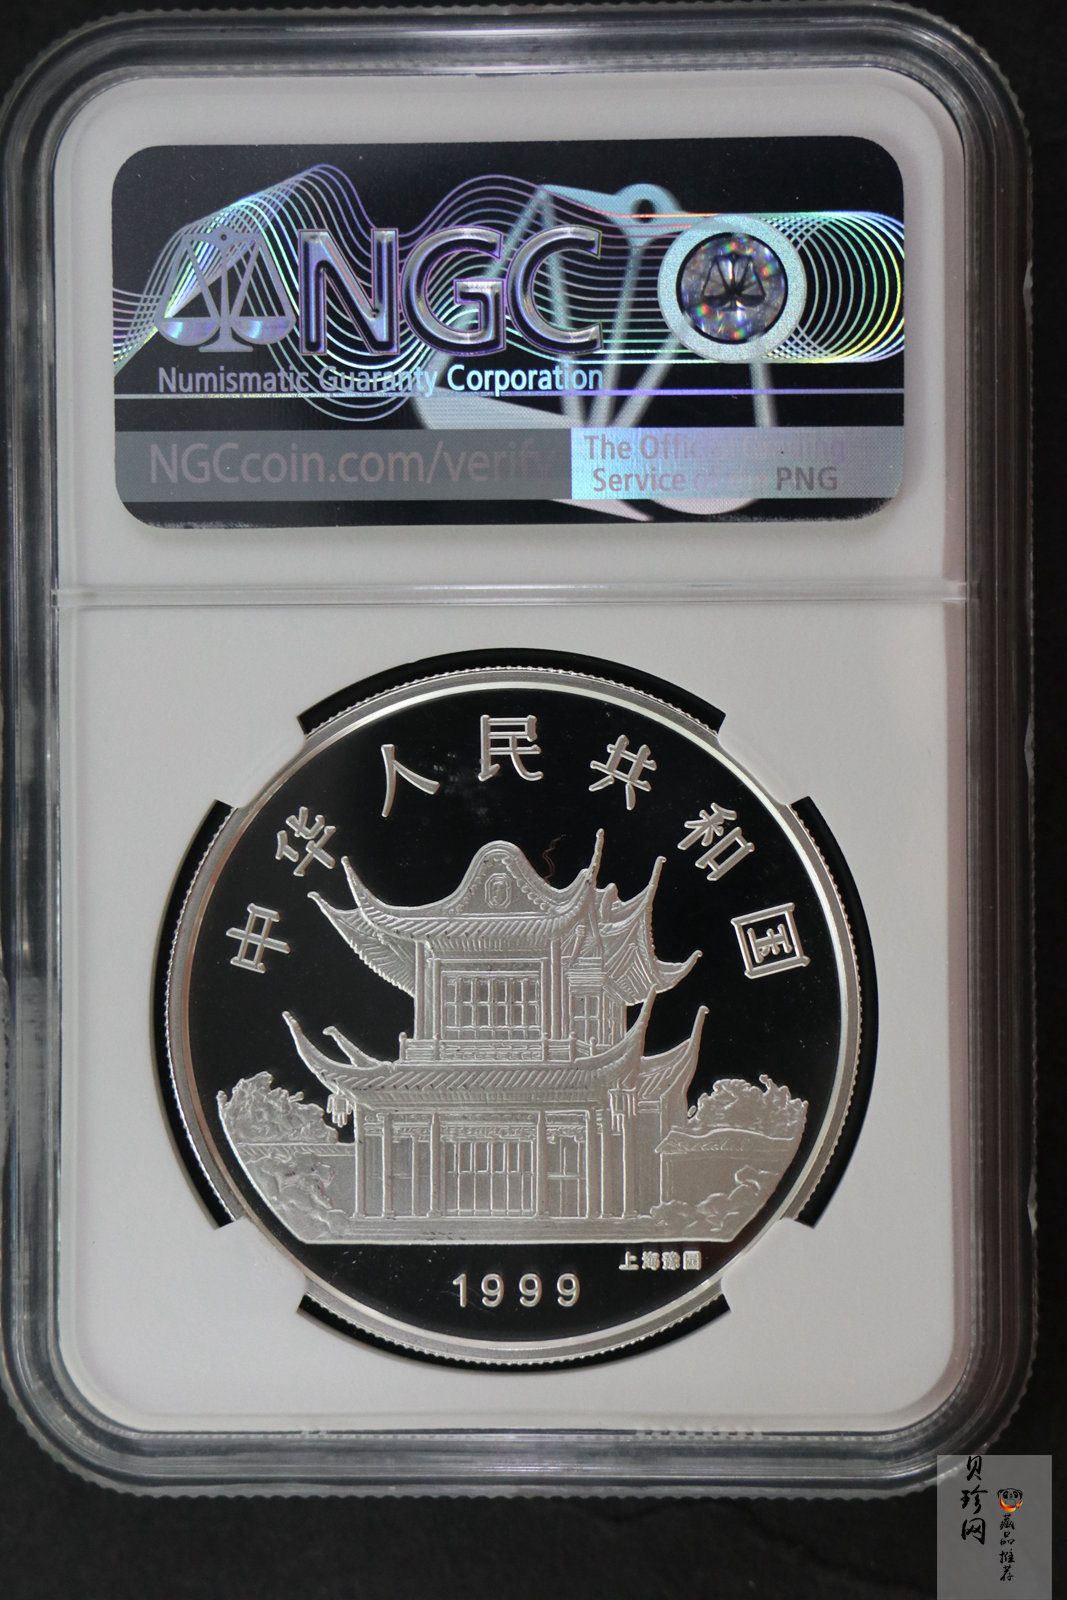 NGC
Numismatic Guaranty Corporation
NGCcoin.com/verify
The Official Grading
Service of the PNG
中华人民共和国
上海豫园
1999
贝珍网
藏品推荐